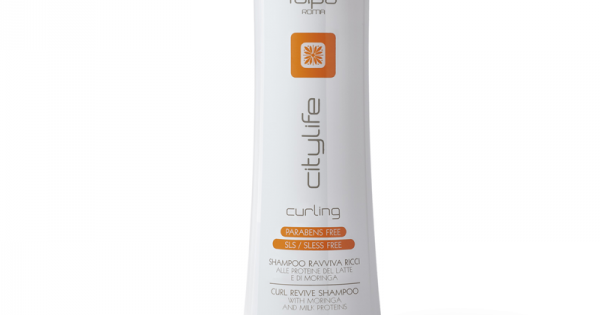 ROMA
citylife
curling
PARABENS FREE
SLS / SLESS FREE
SHAMPOO RAVVIVA RICCI
ALLE PROTEINE DEL LATTE
E DI MORINGA
CURL REVIVE SHAMPOO
WITH MORINGA
AND MILK PROTEINS